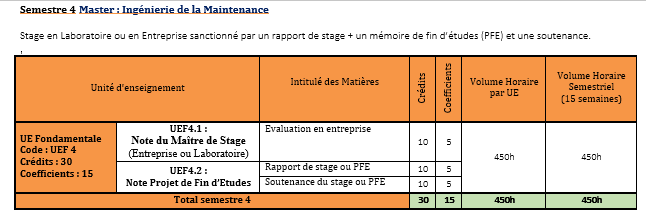 Semestre 4 Master : Ingénierie de la Maintenance
Stage en Laboratoire ou en Entreprise sanctionné par un rapport de stage + un mémoire de fin d'études (PFE) et une soutenance.
Unité d'enseignement
Intitulé des Matières
Crédits
Coefficients
Volume Horaire
par UE
Volume Horaire
Semestriel
(15 semaines)
UE Fondamentale
Code : UEF 4
Crédits : 30
Coefficients : 15
UEF4.1 :
Note du Maître de Stage
(Entreprise ou Laboratoire)
Evaluation en entreprise
10
5
450h
450h
UEF4.2 :
Note Projet de Fin d'Etudes
Rapport de stage ou PFE
10
5
Soutenance du stage ou PFE
10
5
Total semestre 4
30
15
450h
450h